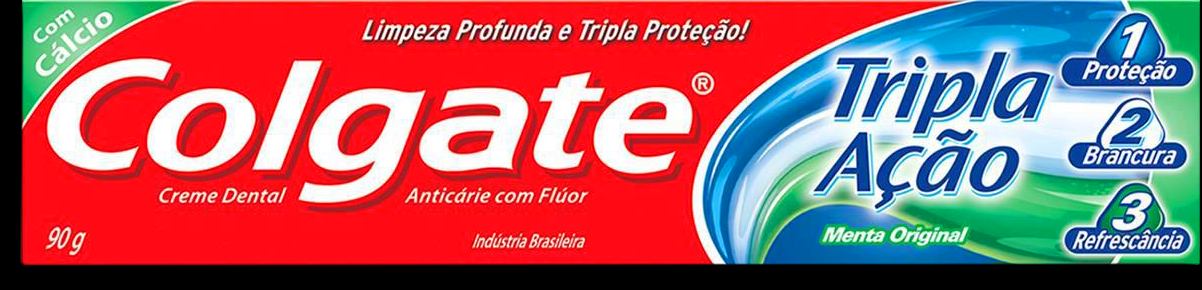 Com
Cálcio
Limpeza Profunda e Tripla Proteção!
Colgate®
Creme Dental
Anticárie com Flúor
90 g
Indústria Brasileira
Tripla
Ação
Menta Original
1
Proteção
2
Brancura
3
Refrescância